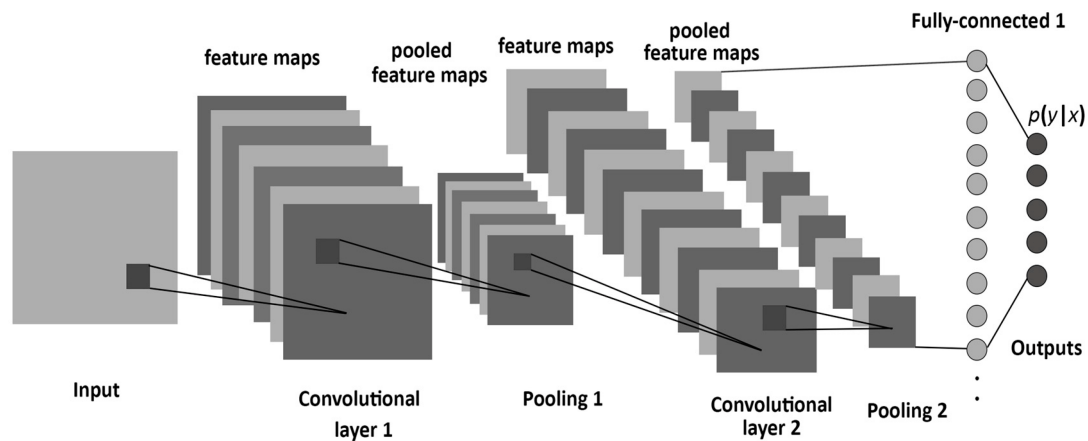 feature maps
pooled
feature maps
feature maps
pooled
feature maps
Fully-connected 1
p(y|x)
Input
Convolutional
layer 1
Pooling 1
Convolutional
layer 2
Pooling 2
Outputs